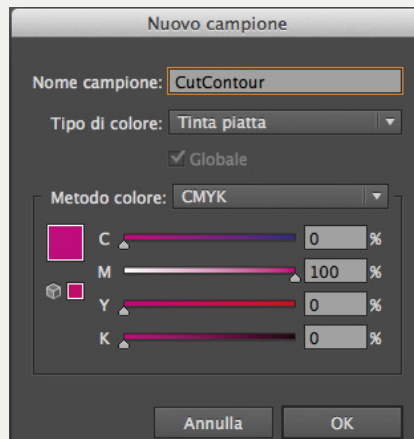 Nuovo campione
Nome campione: CutContour
Tipo di colore: Tinta piatta
Globale
Metodo colore: CMYK
C 0 %
M 100 %
Y 0 %
K 0 %
Annulla OK